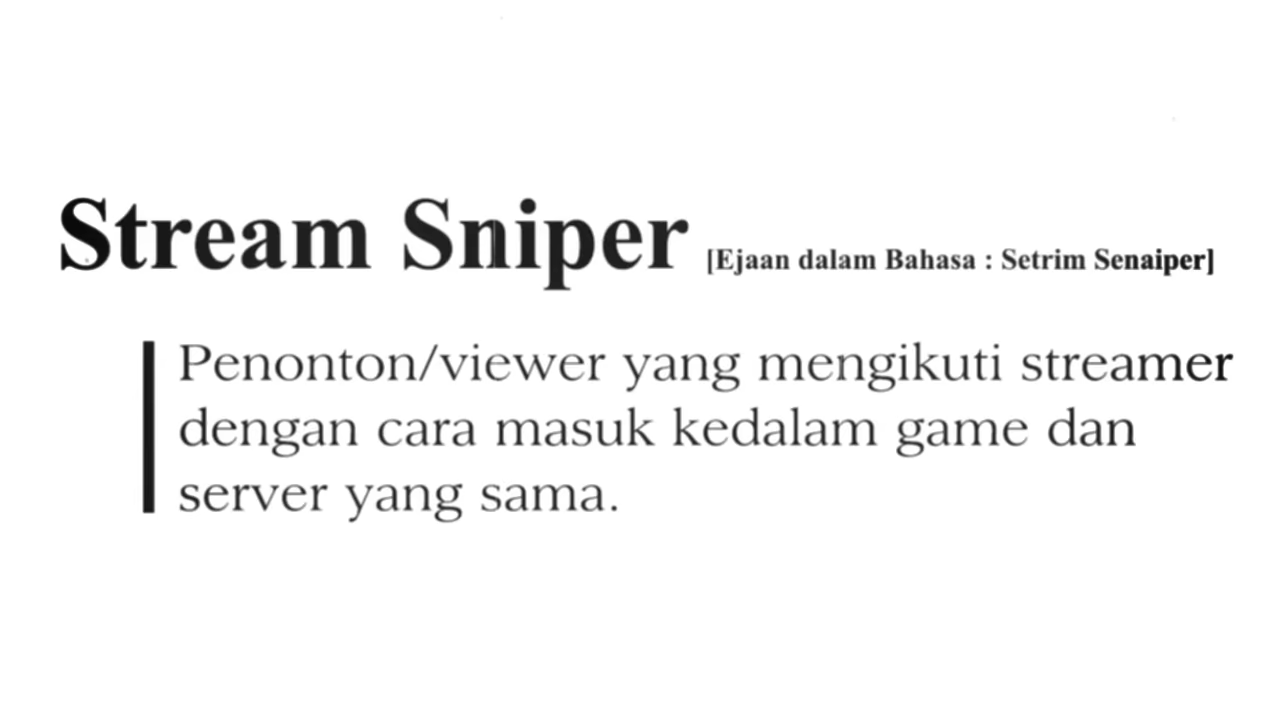 Stream Sniper [Ejaan dalam Bahasa : Setrim Senaiper]
Penonton/viewer yang mengikuti streamer
dengan cara masuk kedalam game dan
server yang sama.